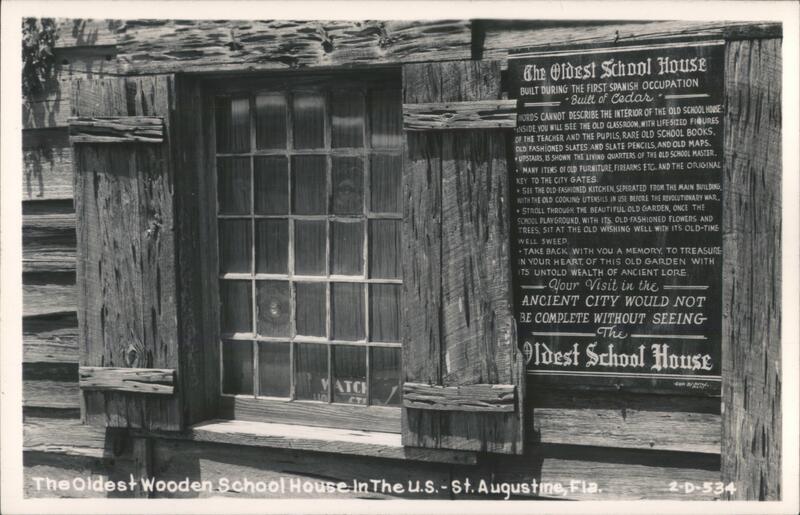 The Oldest School House
BUILT DURING THE FIRST SPANISH OCCUPATION
Built of Cedar
WORDS CANNOT DESCRIBE THE INTERIOR OF THE OLD SCHOOL HOUSE.
INSIDE, YOU WILL SEE THE OLD CLASSROOM, WITH LIFE-SIZED FIGURES
OF THE TEACHER AND THE PUPILS, RARE OLD SCHOOL BOOKS,
OLD FASHIONED SLATES AND SLATE PENCILS, AND OLD MAPS.
UPSTAIRS, IS SHOWN THE LIVING QUARTERS OF THE OLD SCHOOL MASTER.
• MANY ITEMS OF OLD FURNITURE, FIREARMS ETC. AND THE ORIGINAL
KEY TO THE CITY GATES.
• SEE THE OLD-FASHIONED KITCHEN, SEPERATED FROM THE MAIN BUILDING,
WITH THE OLD COOKING UTENSILS IN USE BEFORE THE REVOLUTIONARY WAR.
• STROLL THROUGH THE BEAUTIFUL OLD GARDEN, ONCE THE
SCHOOL PLAYGROUND, WITH ITS OLD-FASHIONED FLOWERS AND
TREES, SIT AT THE OLD WISHING WELL WITH ITS OLD-TIME
WELL SWEEP.
• TAKE BACK WITH YOU A MEMORY, TO TREASURE
IN YOUR HEART, OF THIS OLD GARDEN WITH
ITS UNTOLD WEALTH OF ANCIENT LORE.
Your Visit in the
ANCIENT CITY WOULD NOT
BE COMPLETE WITHOUT SEEING
The
Oldest School House
WATCH
The Oldest Wooden School House In The U.S. - St. Augustine, Fla. 2-D-534